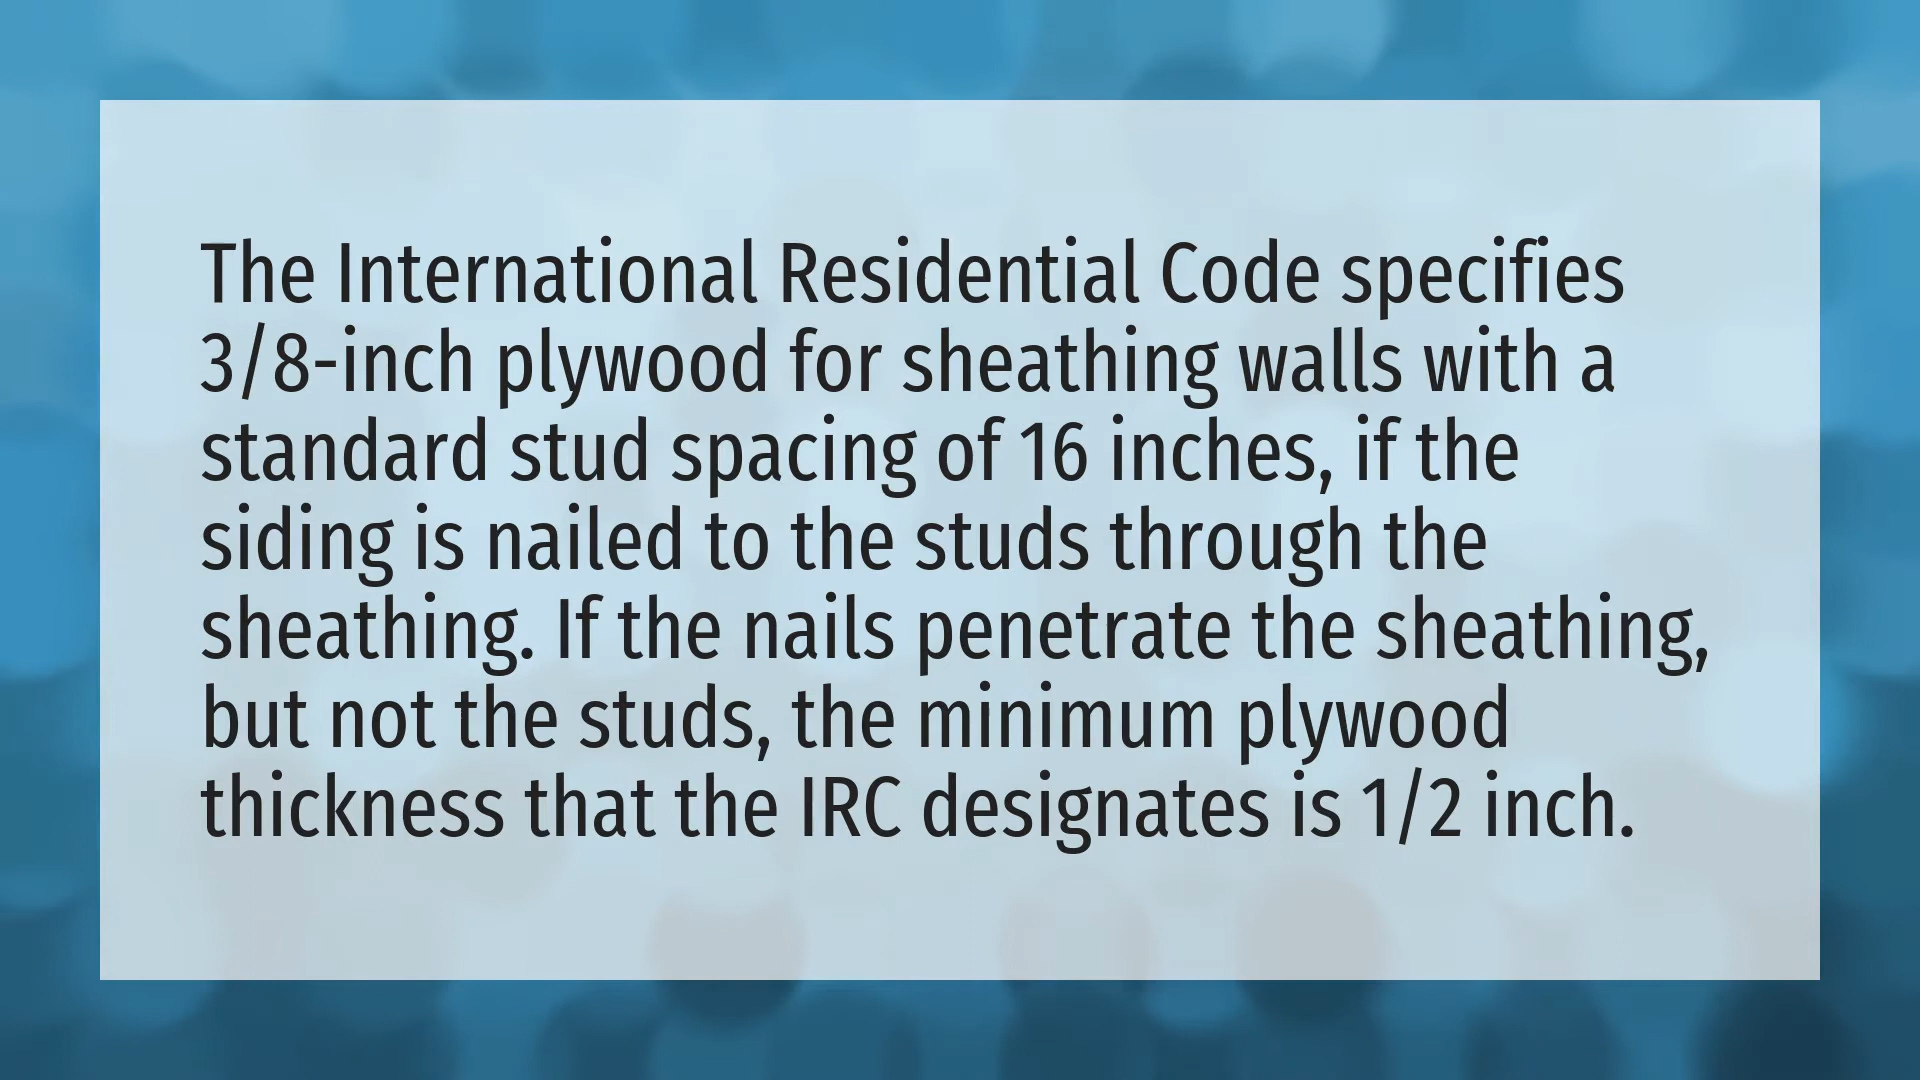 The International Residential Code specifies
3/8-inch plywood for sheathing walls with a
standard stud spacing of 16 inches, if the
siding is nailed to the studs through the
sheathing. If the nails penetrate the sheathing,
but not the studs, the minimum plywood
thickness that the IRC designates is 1/2 inch.